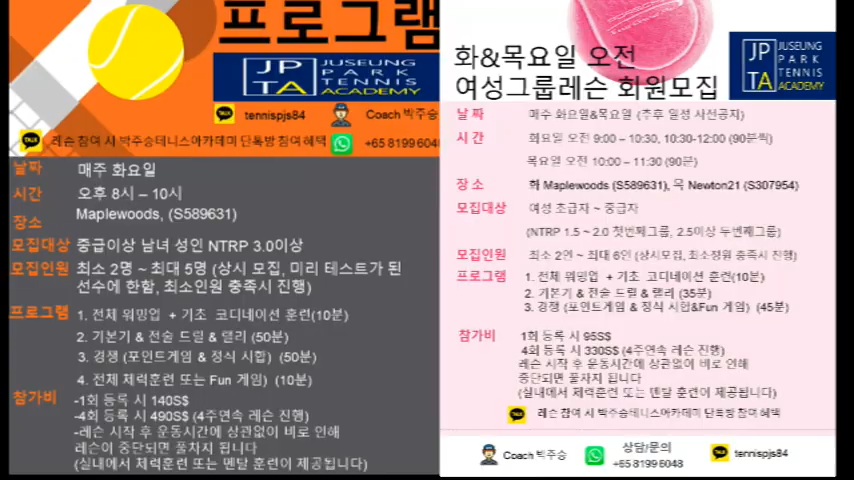 프로그램
JP
TA
JUSEUNG
PARK
TENNIS
ACADEMY
TALK
tennispjs84
Coach 박주승
TALK
레슨 참여 시 박주승테니스아카데미 단톡방 참여혜택
+65 8199 604
날짜 매주 화요일
시간 오후 8시 – 10시
장소 Maplewoods, (S589631)
모집대상 중급이상 남녀 성인 NTRP 3.0이상
모집인원 최소 2명 ~ 최대 5명 (상시 모집, 미리 테스트가 된
선수에 한함, 최소인원 충족시 진행)
프로그램 1. 전체 워밍업 + 기초 코디네이션 훈련(10분)
2. 기본기 & 전술 드릴 & 랠리 (50분)
3. 경쟁 (포인트게임 & 정식 시합) (50분)
4. 전체 체력훈련 또는 Fun 게임) (10분)
참가비 -1회 등록 시 140S$
-4회 등록 시 490S$ (4주연속 레슨 진행)
-레슨 시작 후 운동시간에 상관없이 비로 인해
레슨이 중단되면 풀차지 됩니다
(실내에서 체력훈련 또는 멘탈 훈련이 제공됩니다)
화&목요일 오전
여성그룹레슨 회원모집
JP
TA
JUSEUNG
PARK
TENNIS
ACADEMY
날 짜 매주 화요일&목요일 (추후 일성 사선공지)
시 간 화요일 오전 9:00 – 10:30, 10:30-12:00 (90분씩)
목요일 오전 10:00 – 11:30 (90분)
장 소 화 Maplewoods (S589631), 목 Newton21 (S307954)
모집대상 여성 초급자 ~ 중급자
(NTRP 1.5 ~ 2.0 첫번째그룹, 2.5이상 두번째그룹)
모집인원 최소 2인 ~ 최대 6인 (상시모집, 최소정원 충족시 진행)
프로그램 1. 전체 워밍업 + 기초 코디네이션 훈련(10분)
2. 기본기 & 전술 드릴 & 랠리 (35분)
3. 경쟁 (포인트게임 & 정식 시합&Fun 게임) (45분)
참가비 1회 등록 시 95S$
4회 등록 시 330S$ (4주연속 레슨 진행)
레슨 시작 후 운동시간에 상관없이 비로 인해
중단되면 풀차지 됩니다
(실내에서 체력훈련 또는 멘탈 훈련이 제공됩니다)
TALK 레슨 참여 시 박주승테니스아카데미 단톡방 참여혜택
Coach 박주승
상담/문의
+65 8199 6048
TALK
tennispjs84